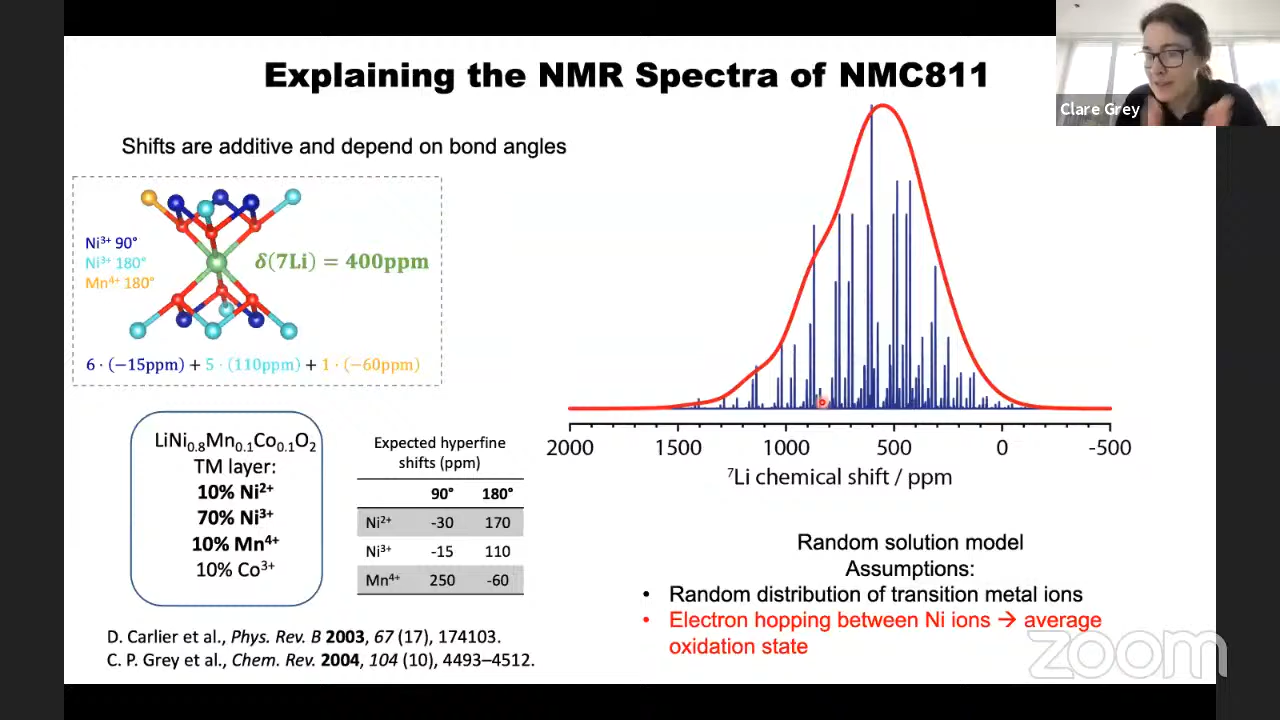 Explaining the NMR Spectra of NMC811
Clare Grey
Shifts are additive and depend on bond angles
Ni³⁺ 90°
Ni³⁺ 180°
Mn⁴⁺ 180°
δ(7Li) = 400ppm
6 · (−15ppm) + 5 · (110ppm) + 1 · (−60ppm)
LiNi₀.₈Mn₀.₁Co₀.₁O₂
TM layer:
10% Ni²⁺
70% Ni³⁺
10% Mn⁴⁺
10% Co³⁺
Expected hyperfine
shifts (ppm)
90° 180°
Ni²⁺ -30 170
Ni³⁺ -15 110
Mn⁴⁺ 250 -60
D. Carlier et al., Phys. Rev. B 2003, 67 (17), 174103.
C. P. Grey et al., Chem. Rev. 2004, 104 (10), 4493–4512.
2000 1500 1000 500 0 -500
⁷Li chemical shift / ppm
Random solution model
Assumptions:
• Random distribution of transition metal ions
• Electron hopping between Ni ions → average
oxidation state
zoom